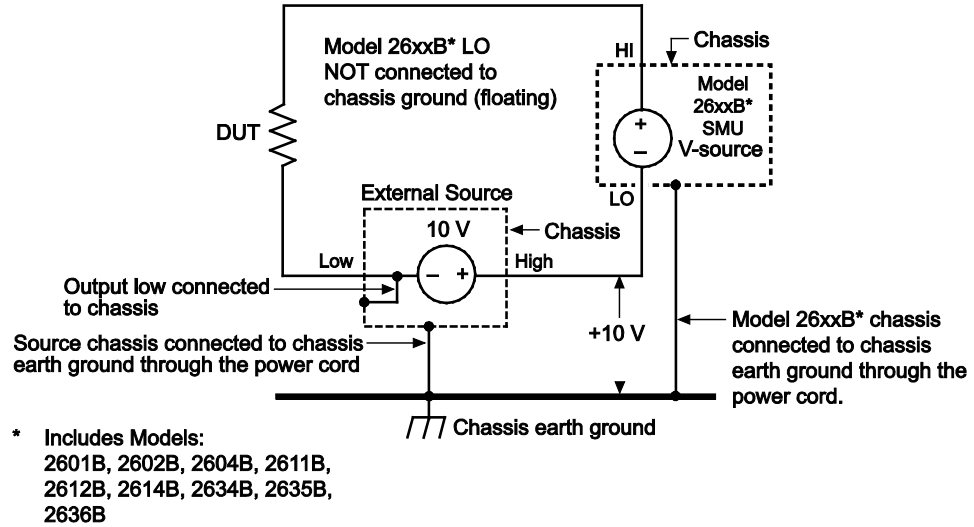 Model 26xxB* LO
NOT connected to
chassis ground (floating)
HI
Chassis
Model
26xxB*
SMU
V-source
+
–
LO
DUT
External Source
10 V
Chassis
Low
– +
High
Output low connected
to chassis
Source chassis connected to chassis
earth ground through the power cord
+10 V
Model 26xxB* chassis
connected to chassis
earth ground through the
power cord.
Chassis earth ground
* Includes Models:
2601B, 2602B, 2604B, 2611B,
2612B, 2614B, 2634B, 2635B,
2636B